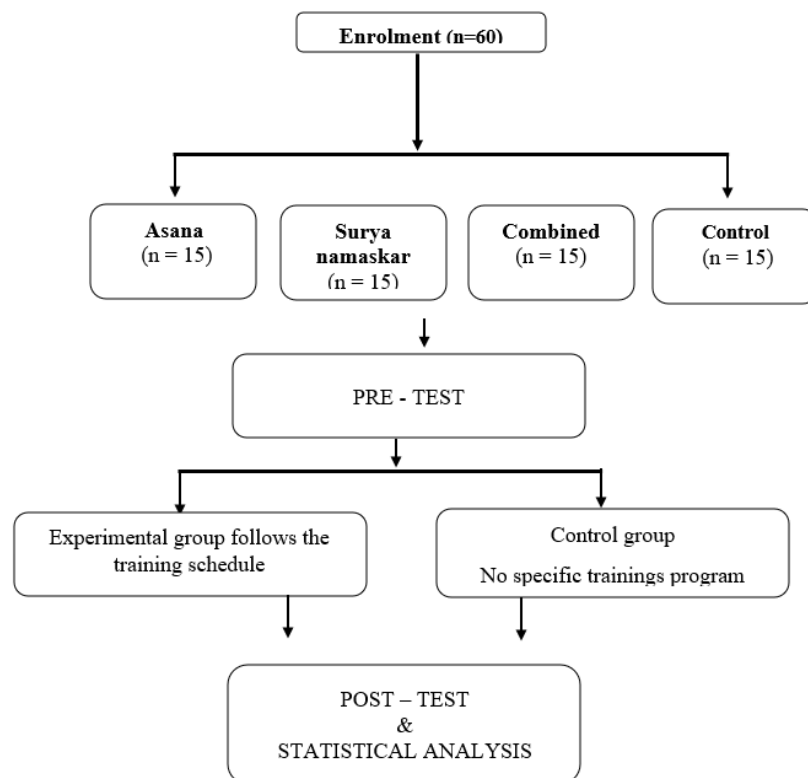 Enrolment (n=60)
Asana
(n = 15)
Surya
namaskar
(n = 15)
Combined
(n = 15)
Control
(n = 15)
PRE - TEST
Experimental group follows the
training schedule
Control group
No specific trainings program
POST – TEST
&
STATISTICAL ANALYSIS